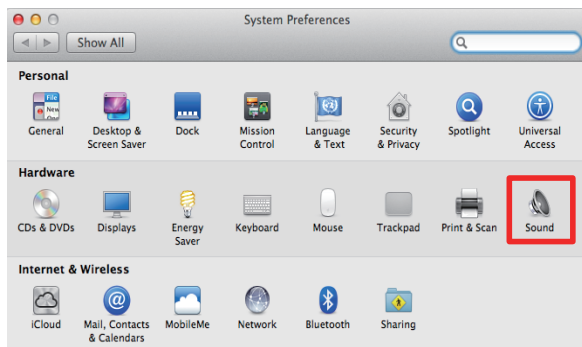 System Preferences
Show All
Personal
File
New
General
Desktop &
Screen Saver
Dock
Mission
Control
Language
& Text
Security
& Privacy
Spotlight
Universal
Access
Hardware
CDs & DVDs
Displays
Energy
Saver
Keyboard
Mouse
Trackpad
Print & Scan
Sound
Internet & Wireless
iCloud
Mail, Contacts
& Calendars
MobileMe
Network
Bluetooth
Sharing